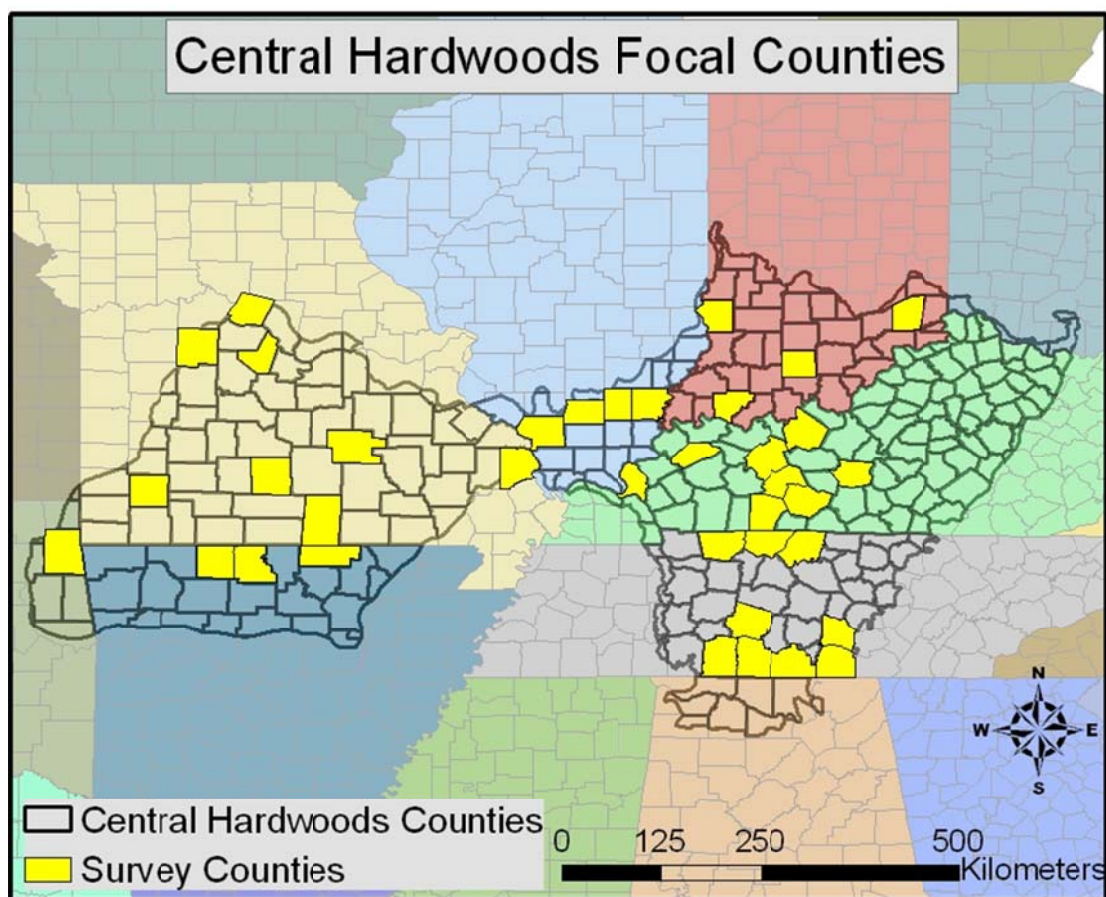 Central Hardwoods Focal Counties
N
W E
S
Central Hardwoods Counties
Survey Counties
0 125 250 500
Kilometers